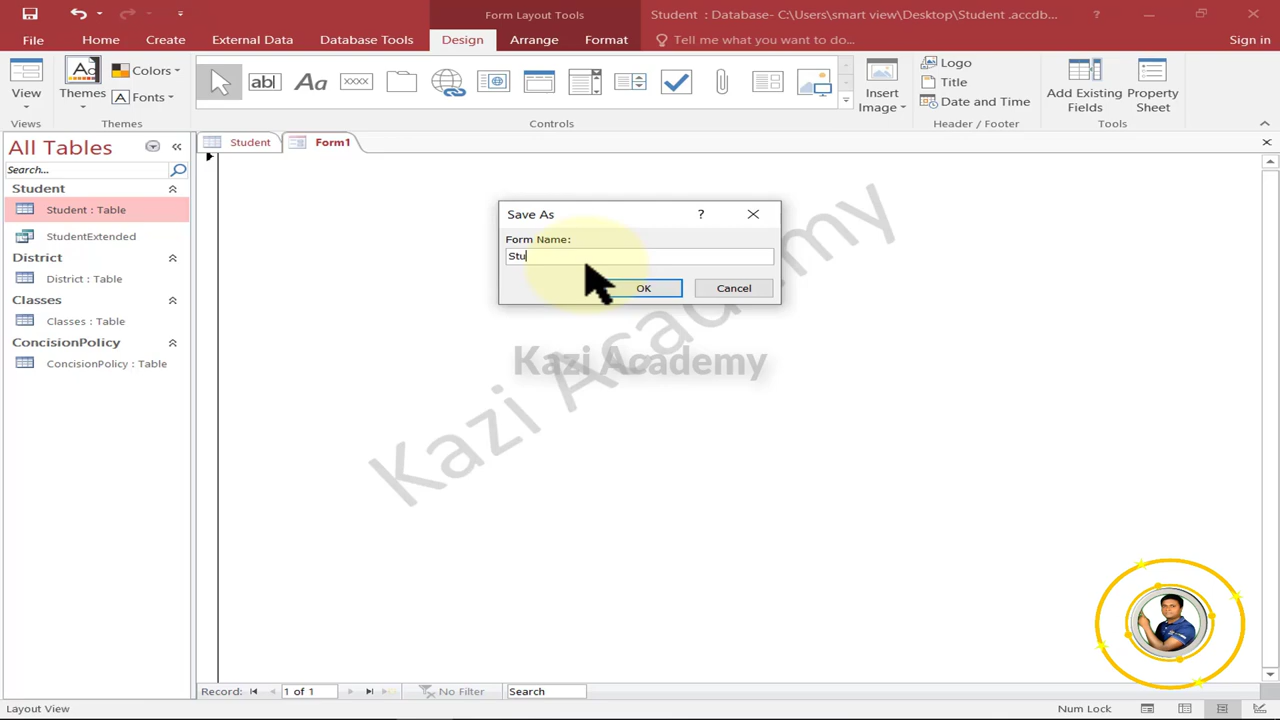 Form Layout Tools
Student : Database- C:\Users\smart view\Desktop\Student .accdb...
?
File
Home
Create
External Data
Database Tools
Design
Arrange
Format
Tell me what you want to do...
Sign in
View
Views
Aa
Themes
Colors
A Fonts
Themes
ab|
Aa
XXXX
Controls
Insert
Image
Logo
Title
Date and Time
Header / Footer
Add Existing
Fields
Property
Sheet
Tools
All Tables
Search...
Student
Student : Table
StudentExtended
District
District : Table
Classes
Classes : Table
ConcisionPolicy
ConcisionPolicy : Table
Student
Form1
Save As
?
Form Name:
Stu
OK
Cancel
Kazi Academy
Kazi Academy
Record:
1 of 1
No Filter
Search
Layout View
Num Lock